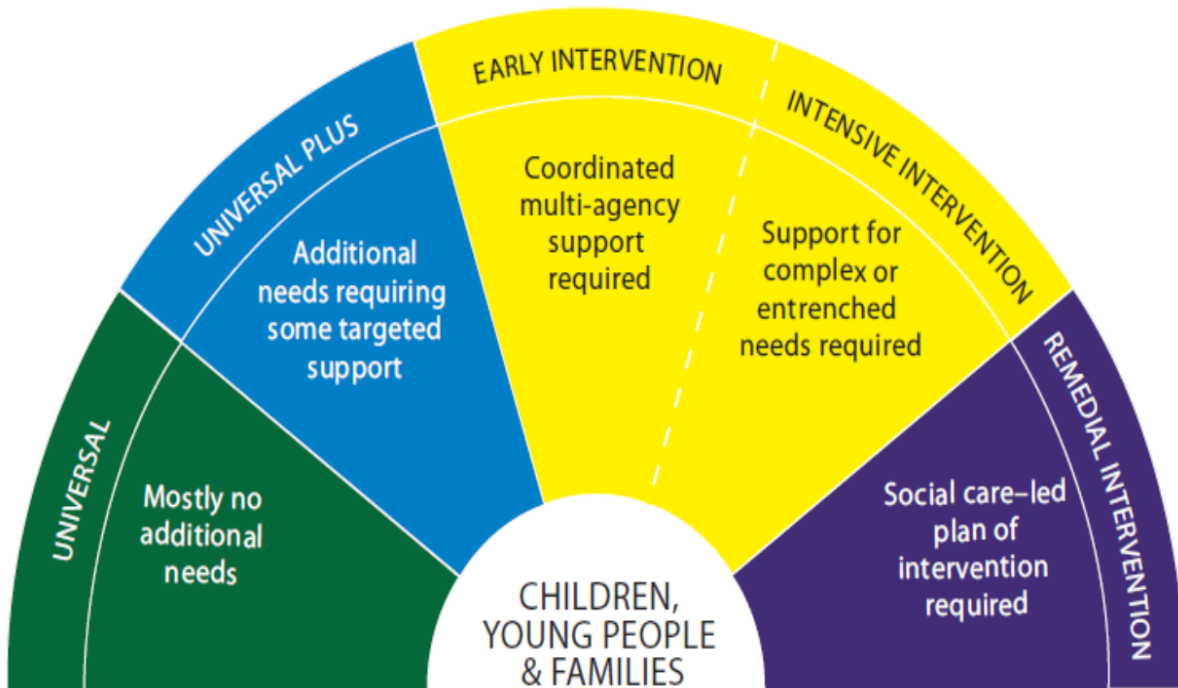 UNIVERSAL
Mostly no
additional
needs
UNIVERSAL PLUS
Additional
needs requiring
some targeted
support
EARLY INTERVENTION
Coordinated
multi-agency
support
required
INTENSIVE INTERVENTION
Support for
complex or
entrenched
needs required
REMEDIAL INTERVENTION
Social care–led
plan of
intervention
required
CHILDREN,
YOUNG PEOPLE
& FAMILIES